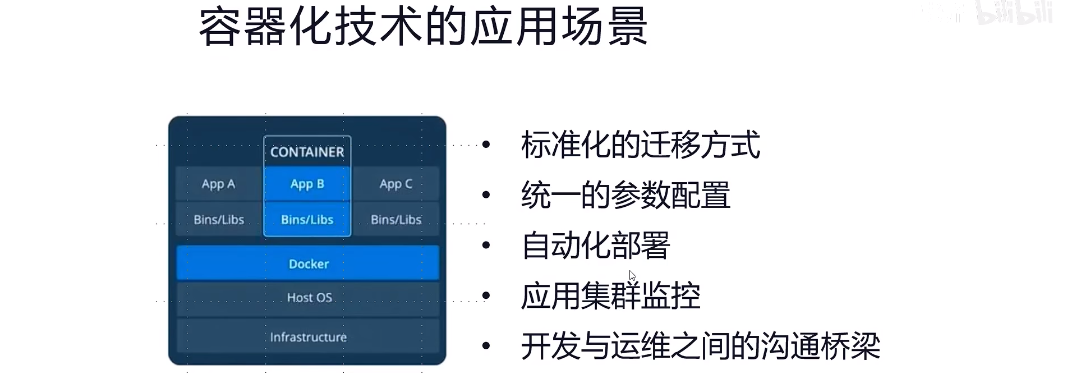 容器化技术的应用场景
bilibili
CONTAINER
App A
App B
App C
Bins/Libs
Bins/Libs
Bins/Libs
Docker
Host OS
Infrastructure
• 标准化的迁移方式
• 统一的参数配置
• 自动化部署
• 应用集群监控
• 开发与运维之间的沟通桥梁